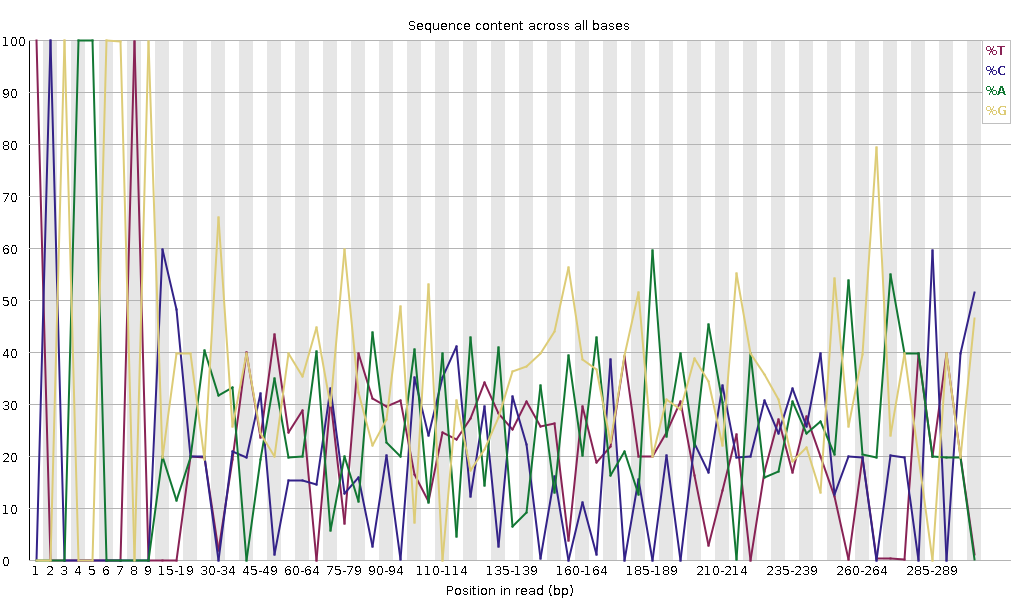 Sequence content across all bases
%T
%C
%A
%G
100
90
80
70
60
50
40
30
20
10
0
1 2 3 4 5 6 7 8 9 15-19 30-34 45-49 60-64 75-79 90-94 110-114 135-139 160-164 185-189 210-214 235-239 260-264 285-289
Position in read (bp)